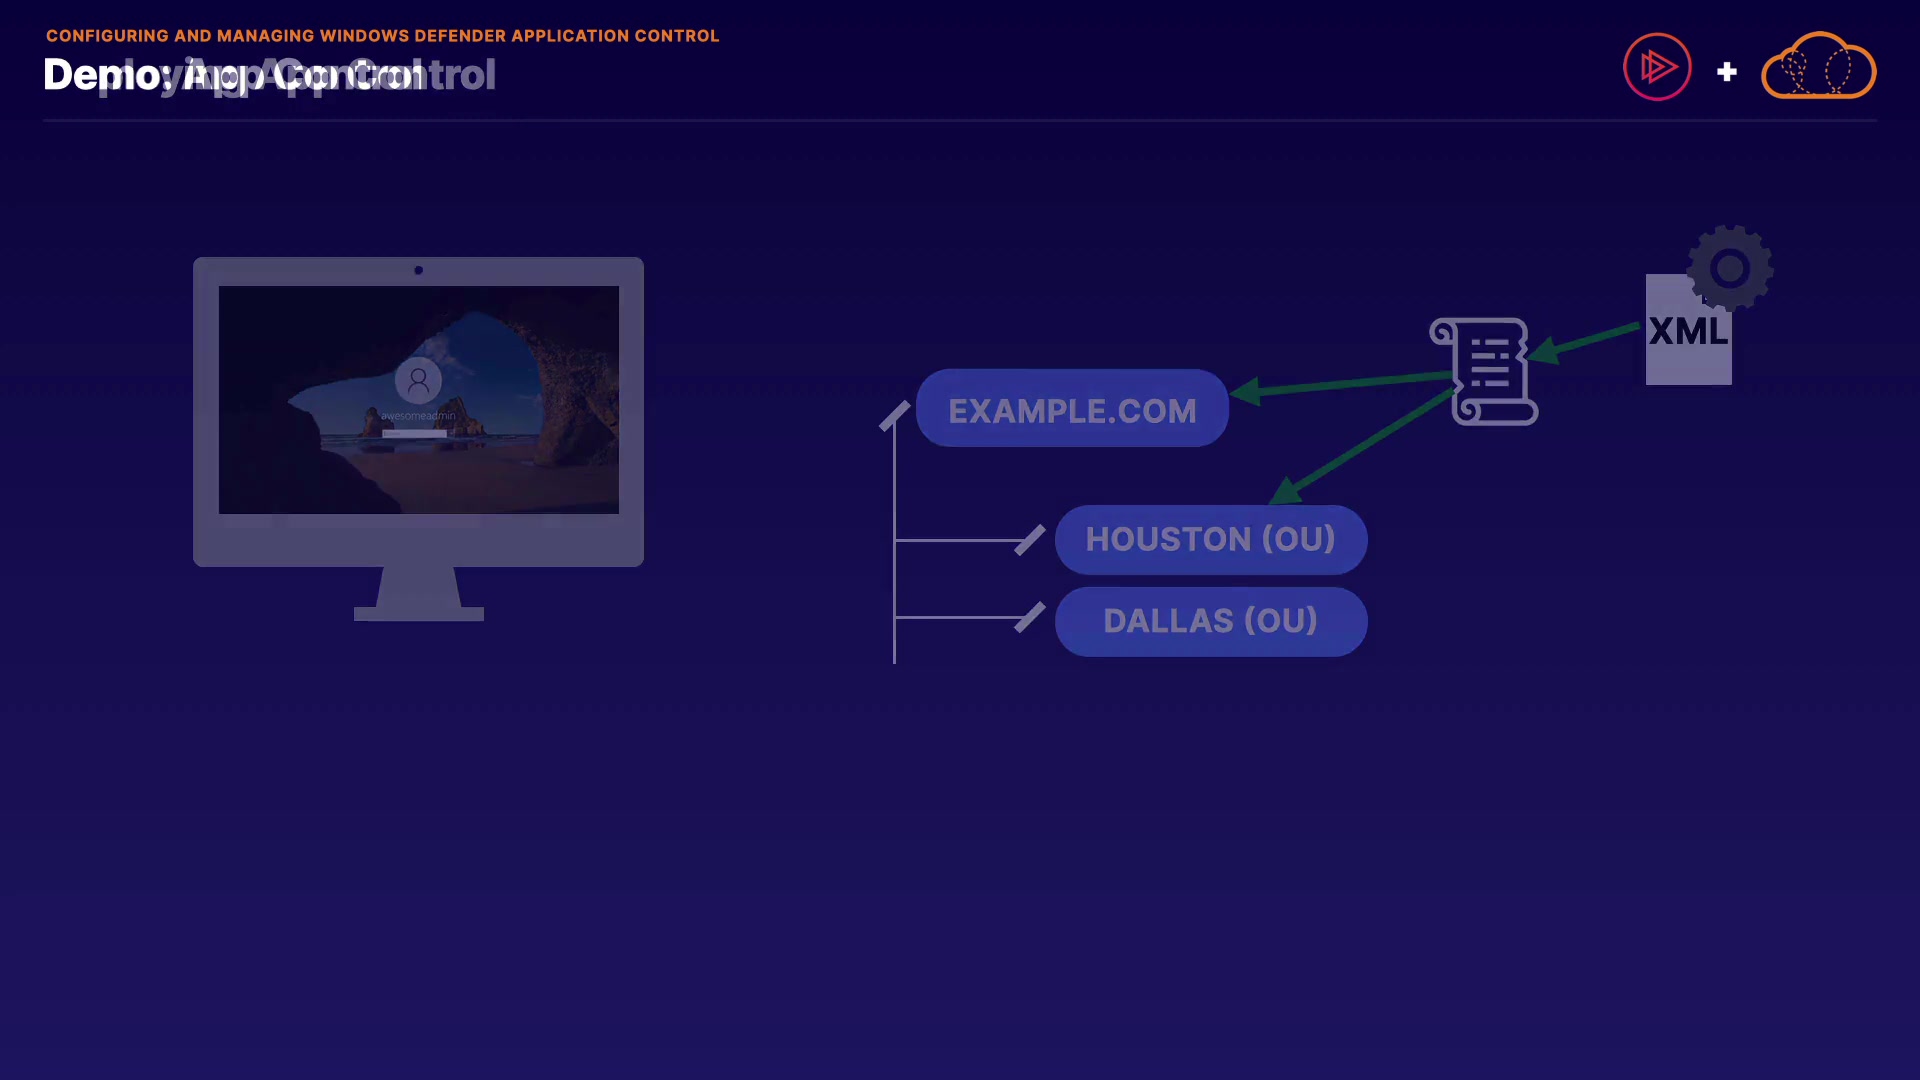 CONFIGURING AND MANAGING WINDOWS DEFENDER APPLICATION CONTROL
Demo: App Control
awesomeadmin
XML
EXAMPLE.COM
HOUSTON (OU)
DALLAS (OU)